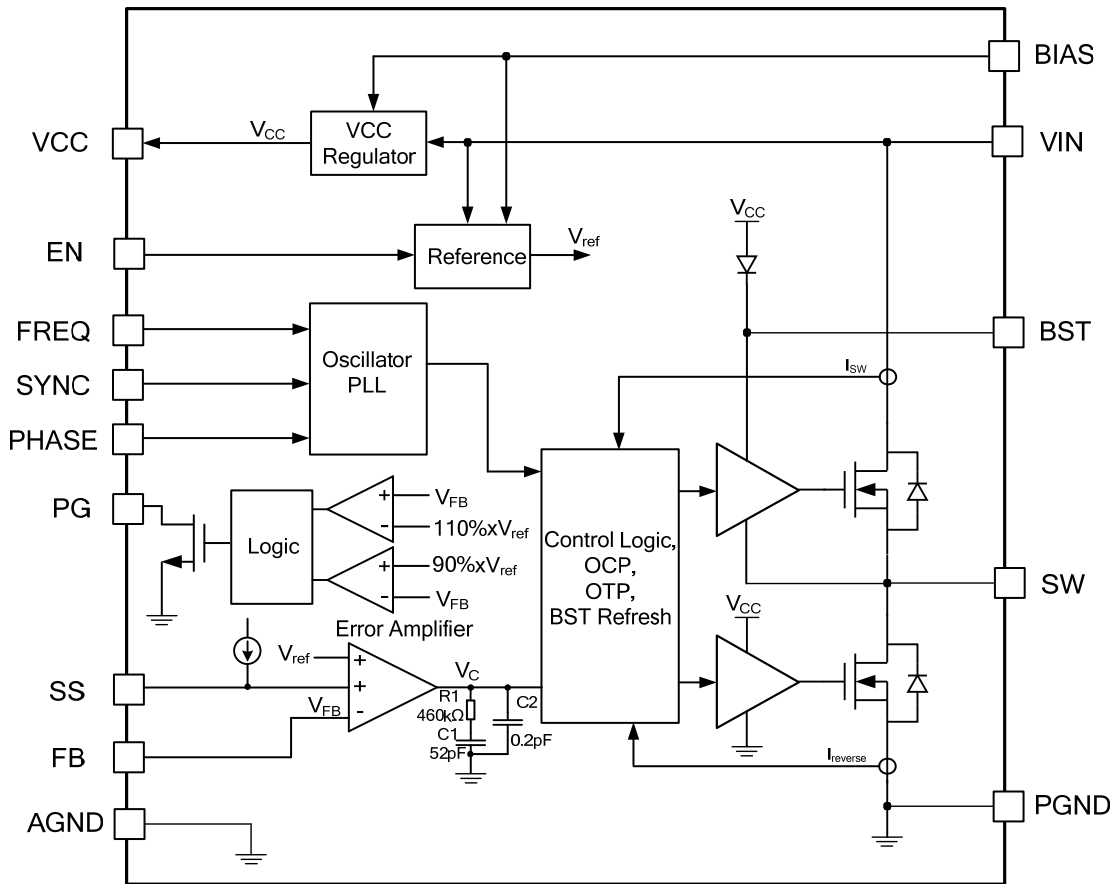 BIAS
VCC
VCC
VCC
Regulator
VIN
VCC
EN
Reference
Vref
FREQ
SYNC
PHASE
Oscillator
PLL
BST
ISW
PG
Logic
+
-
VFB
110%xVref
+
-
90%xVref
VFB
Control Logic,
OCP,
OTP,
BST Refresh
SW
VCC
Error Amplifier
Vref
+
+
-
VC
SS
VFB
R1
460kΩ
C1
52pF
C2
0.2pF
FB
Ireverse
AGND
PGND